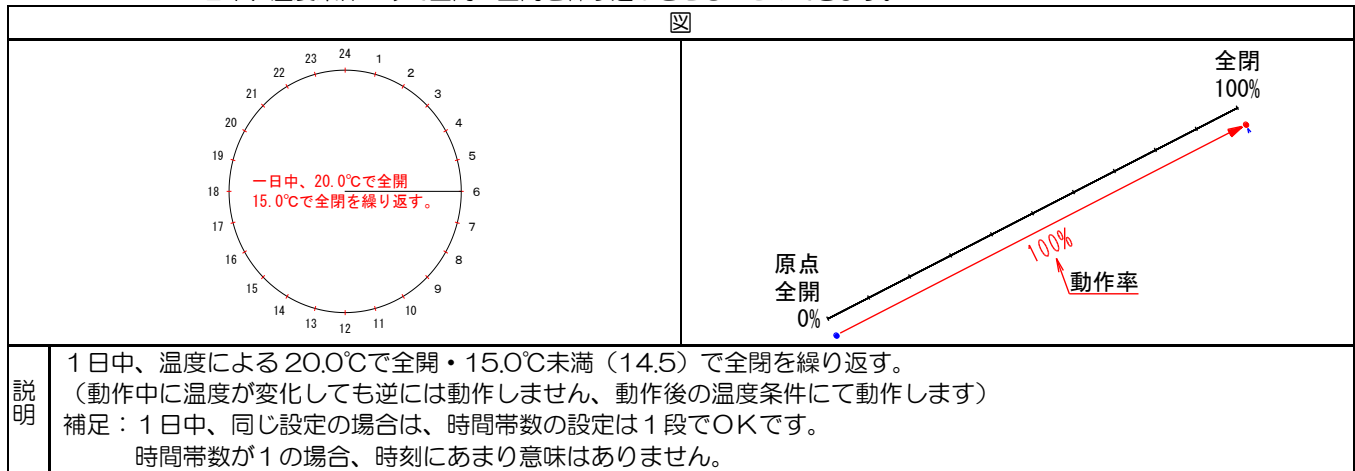 図
24
1
2
3
4
5
6
7
8
9
10
11
12
13
14
15
16
17
18
19
20
21
22
23
一日中、20.0℃で全開
15.0℃で全閉を繰り返す。
全閉
100%
100%
動作率
原点
全開
0%
説明
1日中、温度による20.0℃で全開・15.0℃未満（14.5）で全閉を繰り返す。
（動作中に温度が変化しても逆には動作しません、動作後の温度条件にて動作します）
補足：1日中、同じ設定の場合は、時間帯数の設定は1段でOKです。
時間帯数が1の場合、時刻にあまり意味はありません。